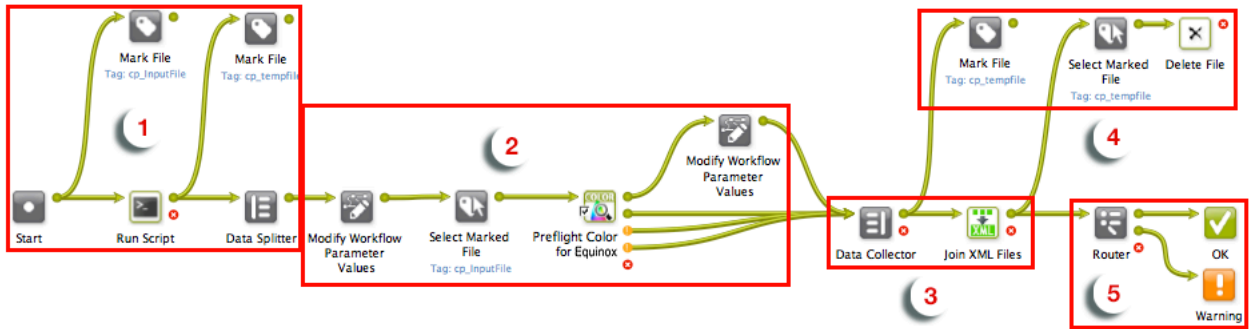 Mark File
Tag: cp_InputFile
Mark File
Tag: cp_tempfile
1
Start
Run Script
Data Splitter
2
Modify Workflow
Parameter
Values
Select Marked
File
Tag: cp_InputFile
COLOR
Preflight Color
for Equinox
Modify Workflow
Parameter
Values
Data Collector
XML
Join XML Files
3
Mark File
Tag: cp_tempfile
Select Marked
File
Tag: cp_tempfile
Delete File
4
Router
OK
Warning
5